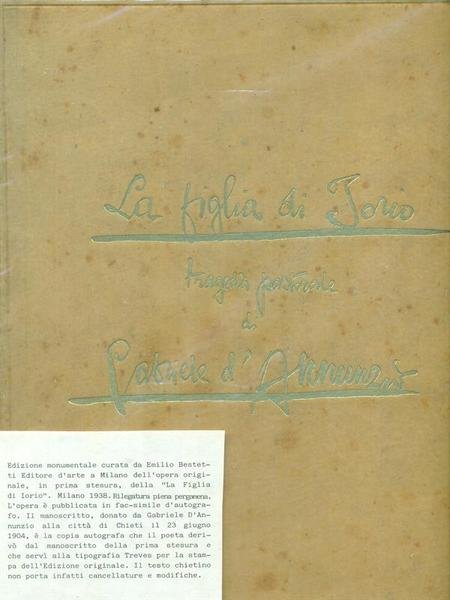 La figlia di Jorio
tragedia pastorale
di
Gabriele d'Annunzio
Edizione monumentale curata da Emilio Bestet-
ti Editore d'arte a Milano dell'opera origi-
nale, in prima stesura, della "La Figlia
di Iorio". Milano 1938. Rilegatura piena pergamena.
L'opera è pubblicata in fac-simile d'autogra-
fo. Il manoscritto, donato da Gabriele D'An-
nunzio alla città di Chieti il 23 giugno
1904, è la copia autografa che il poeta deri-
vò dal manoscritto della prima stesura e
che servì alla tipografia Treves per la stam-
pa dell'Edizione originale. Il testo chietino
non porta infatti cancellature e modifiche.